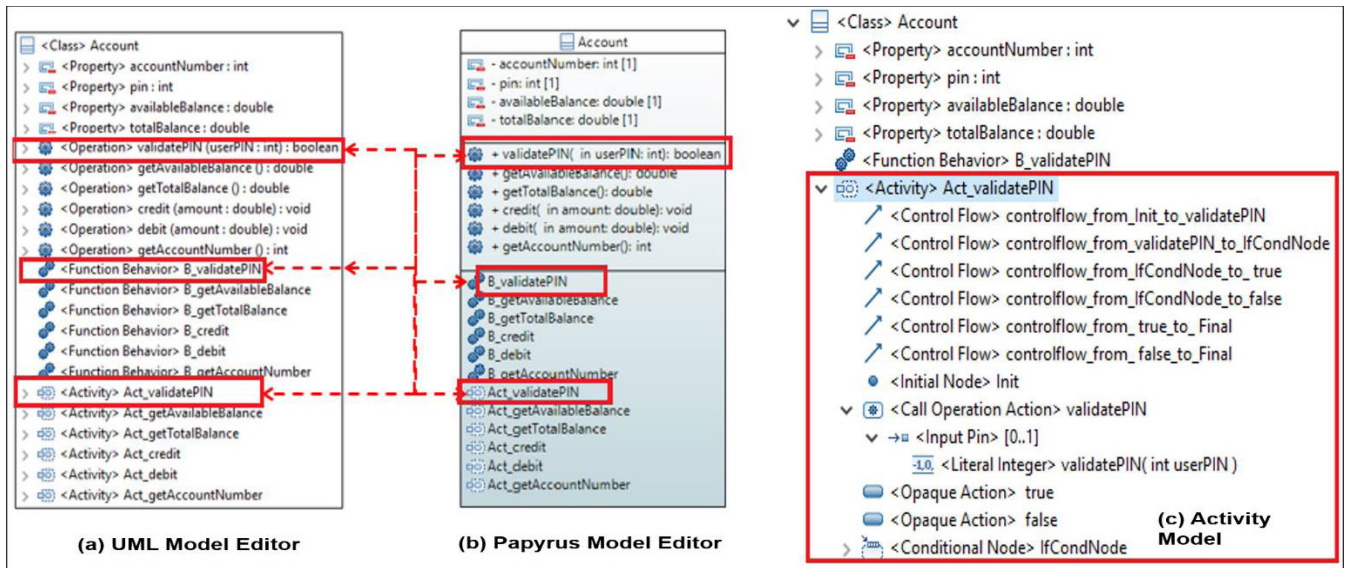 <Class> Account
<Property> accountNumber : int
<Property> pin : int
<Property> availableBalance : double
<Property> totalBalance : double
<Operation> validatePIN (userPIN : int) : boolean
<Operation> getAvailableBalance () : double
<Operation> getTotalBalance () : double
<Operation> credit (amount : double) : void
<Operation> debit (amount : double) : void
<Operation> getAccountNumber () : int
<Function Behavior> B_validatePIN
<Function Behavior> B_getAvailableBalance
<Function Behavior> B_getTotalBalance
<Function Behavior> B_credit
<Function Behavior> B_debit
<Function Behavior> B_getAccountNumber
<Activity> Act_validatePIN
<Activity> Act_getAvailableBalance
<Activity> Act_getTotalBalance
<Activity> Act_credit
<Activity> Act_debit
<Activity> Act_getAccountNumber
(a) UML Model Editor
Account
- accountNumber: int [1]
- pin: int [1]
- availableBalance: double [1]
- totalBalance: double [1]
+ validatePIN( in userPIN: int): boolean
+ getAvailableBalance(): double
+ getTotalBalance(): double
+ credit( in amount: double): void
+ debit( in amount: double): void
+ getAccountNumber(): int
B_validatePIN
B_getAvailableBalance
B_getTotalBalance
B_credit
B_debit
B_getAccountNumber
Act_validatePIN
Act_getAvailableBalance
Act_getTotalBalance
Act_credit
Act_debit
Act_getAccountNumber
(b) Papyrus Model Editor
<Class> Account
<Property> accountNumber : int
<Property> pin : int
<Property> availableBalance : double
<Property> totalBalance : double
<Function Behavior> B_validatePIN
<Activity> Act_validatePIN
<Control Flow> controlflow_from_Init_to_validatePIN
<Control Flow> controlflow_from_validatePIN_to_IfCondNode
<Control Flow> controlflow_from_IfCondNode_to_ true
<Control Flow> controlflow_from_IfCondNode_to_false
<Control Flow> controlflow_from_ true_to_ Final
<Control Flow> controlflow_from_ false_to_Final
<Initial Node> Init
<Call Operation Action> validatePIN
<Input Pin> [0..1]
-1,0, <Literal Integer> validatePIN( int userPIN )
<Opaque Action> true
<Opaque Action> false
<Conditional Node> IfCondNode
(c) Activity
Model